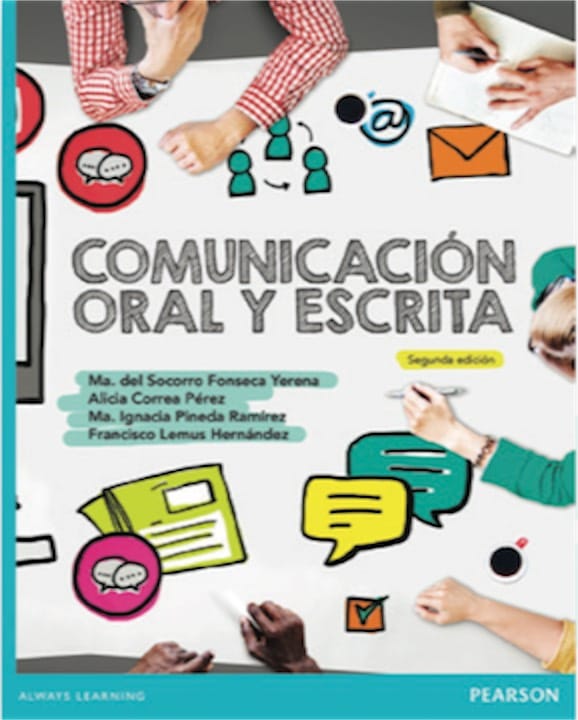 COMUNICACIÓN
ORAL Y ESCRITA
Segunda edición
Ma. del Socorro Fonseca Yerena
Alicia Correa Pérez
Ma. Ignacia Pineda Ramírez
Francisco Lemus Hernández
@
ALWAYS LEARNING
PEARSON